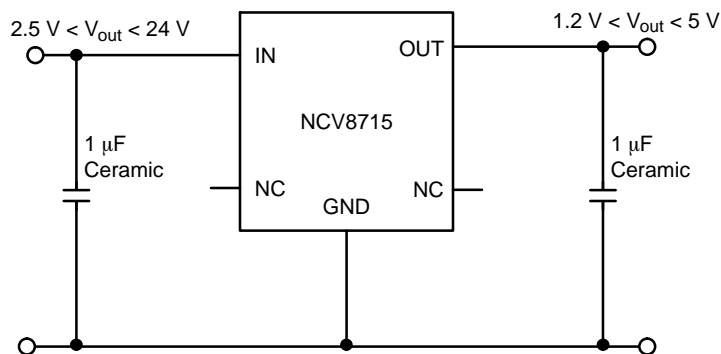 2.5 V < Vout < 24 V
1.2 V < Vout < 5 V
IN
OUT
NCV8715
1 μF
Ceramic
1 μF
Ceramic
NC
NC
GND